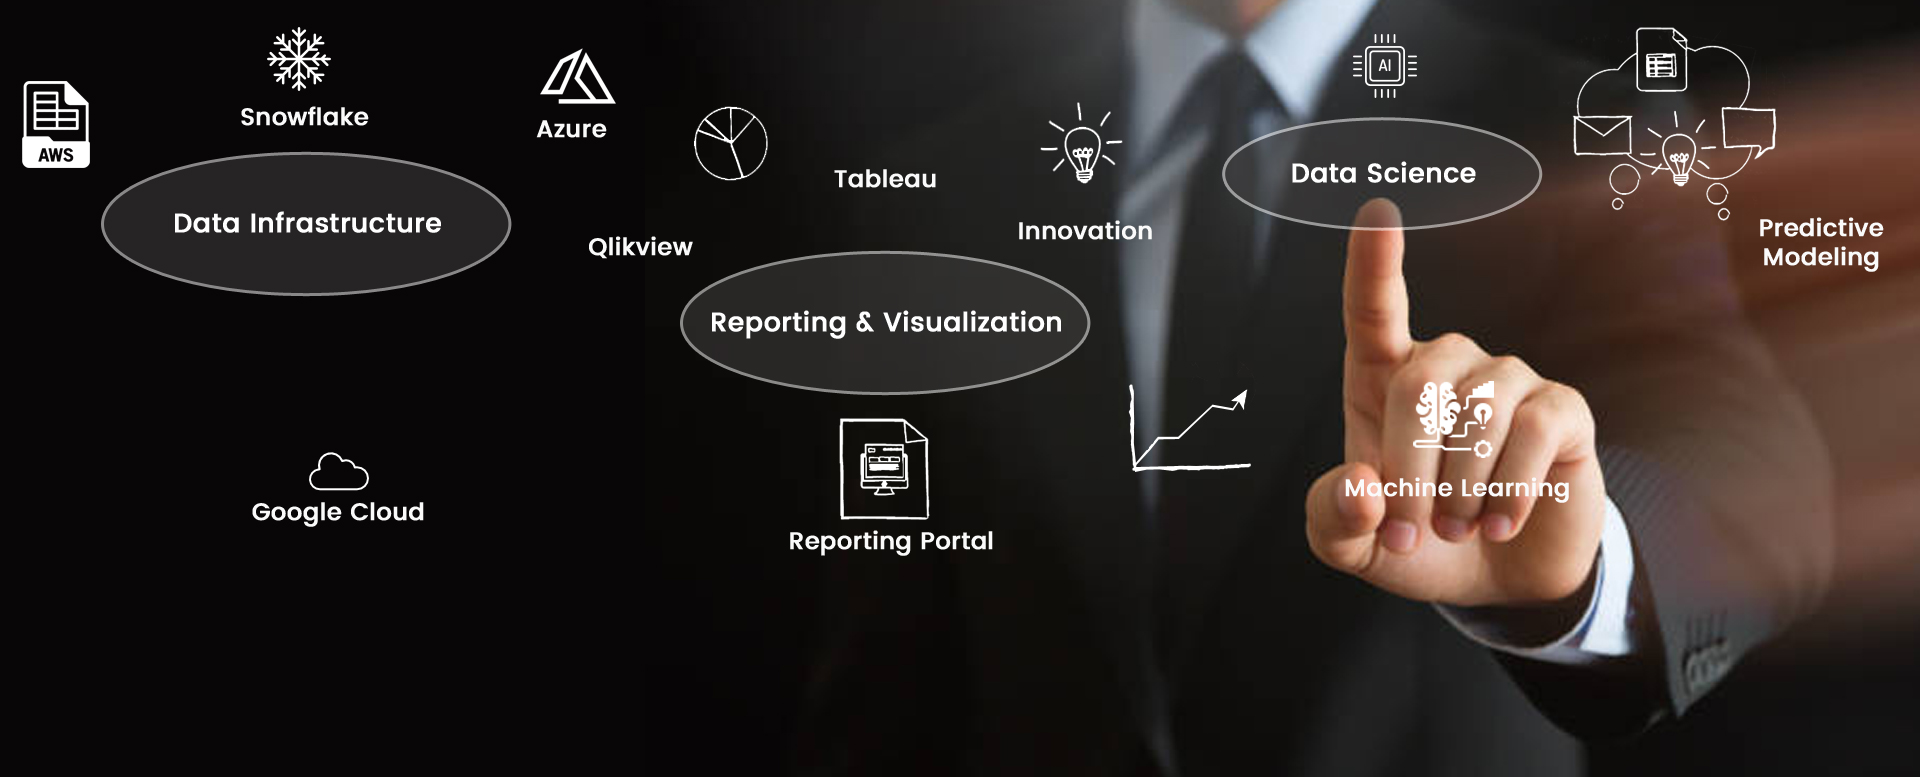 AWS
Snowflake
Azure
Data Infrastructure
Google Cloud
Qlikview
Tableau
Innovation
Reporting & Visualization
Reporting Portal
AI
Data Science
Predictive
Modeling
Machine Learning